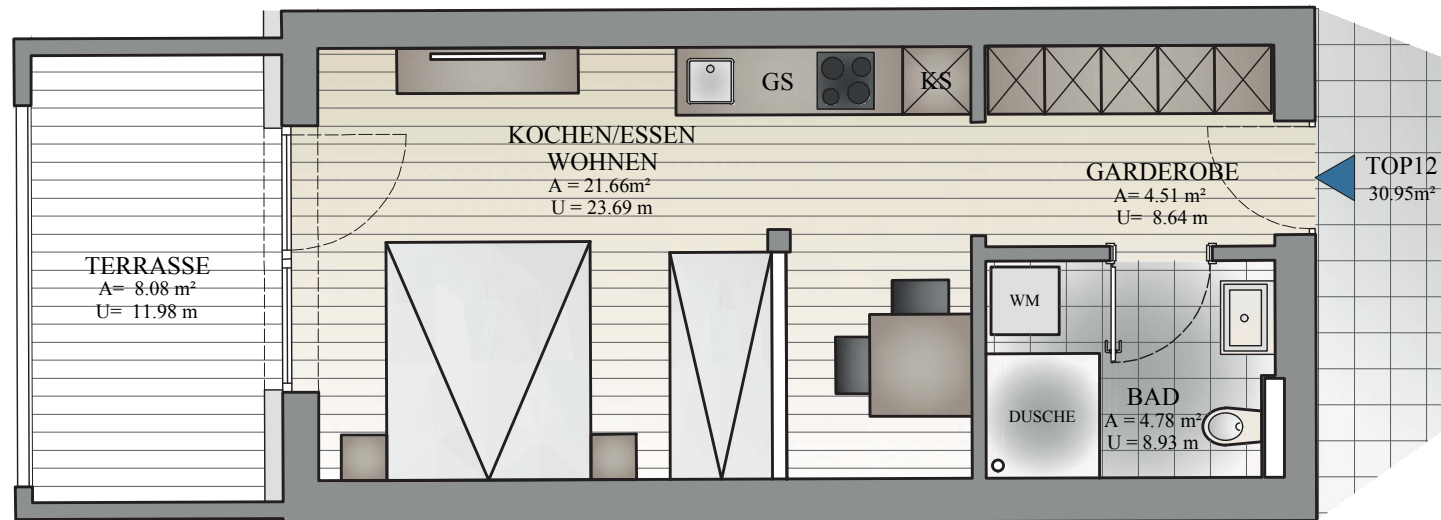 GS
KS
KOCHEN/ESSEN
WOHNEN
A = 21.66m²
U = 23.69 m
GARDEROBE
A= 4.51 m²
U= 8.64 m
TOP12
30.95m²
TERRASSE
A= 8.08 m²
U= 11.98 m
WM
DUSCHE
BAD
A = 4.78 m²
U = 8.93 m